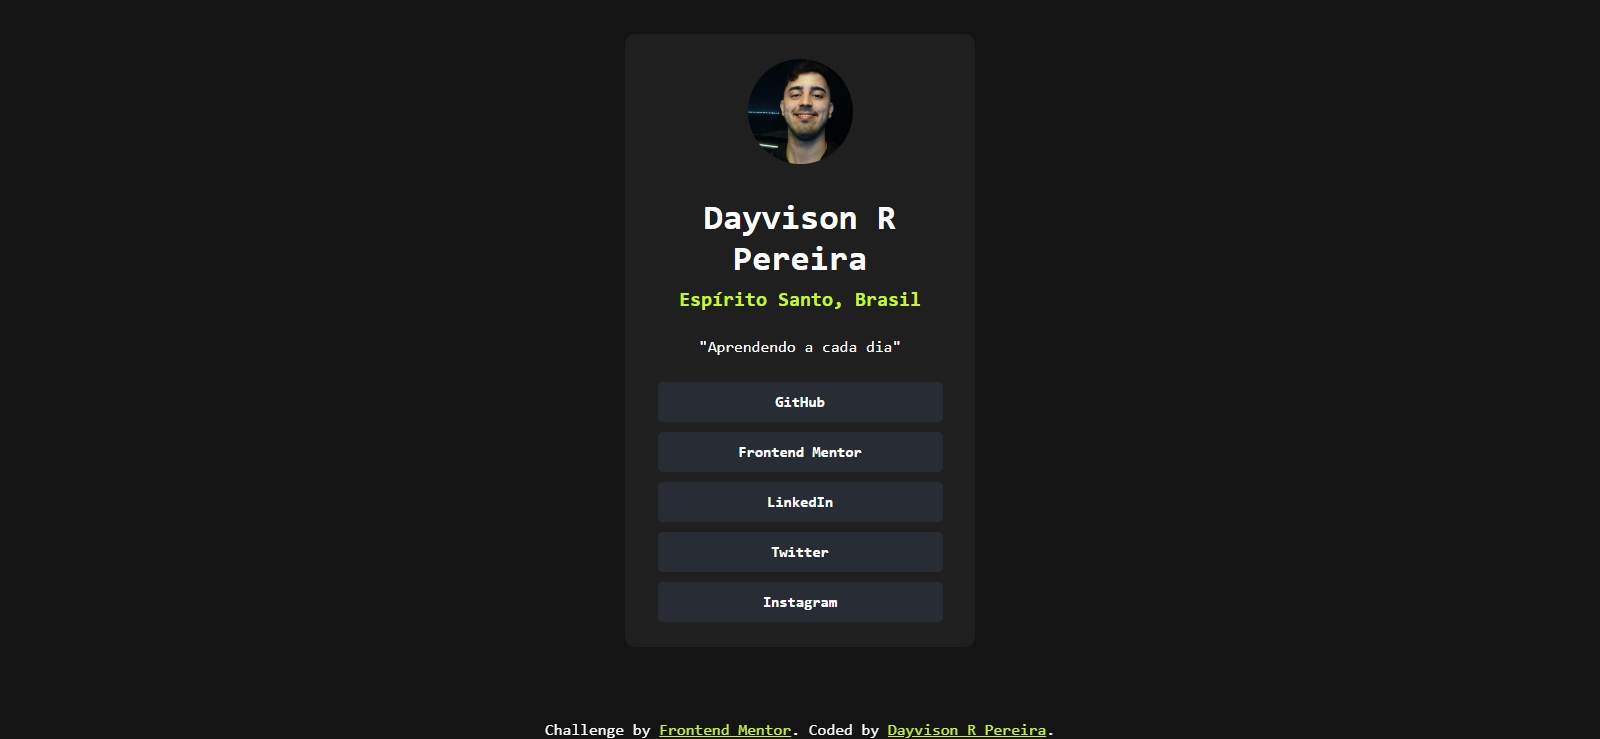 Dayvison R
Pereira
Espírito Santo, Brasil
"Aprendendo a cada dia"
GitHub
Frontend Mentor
LinkedIn
Twitter
Instagram
Challenge by Frontend Mentor. Coded by Dayvison R Pereira.